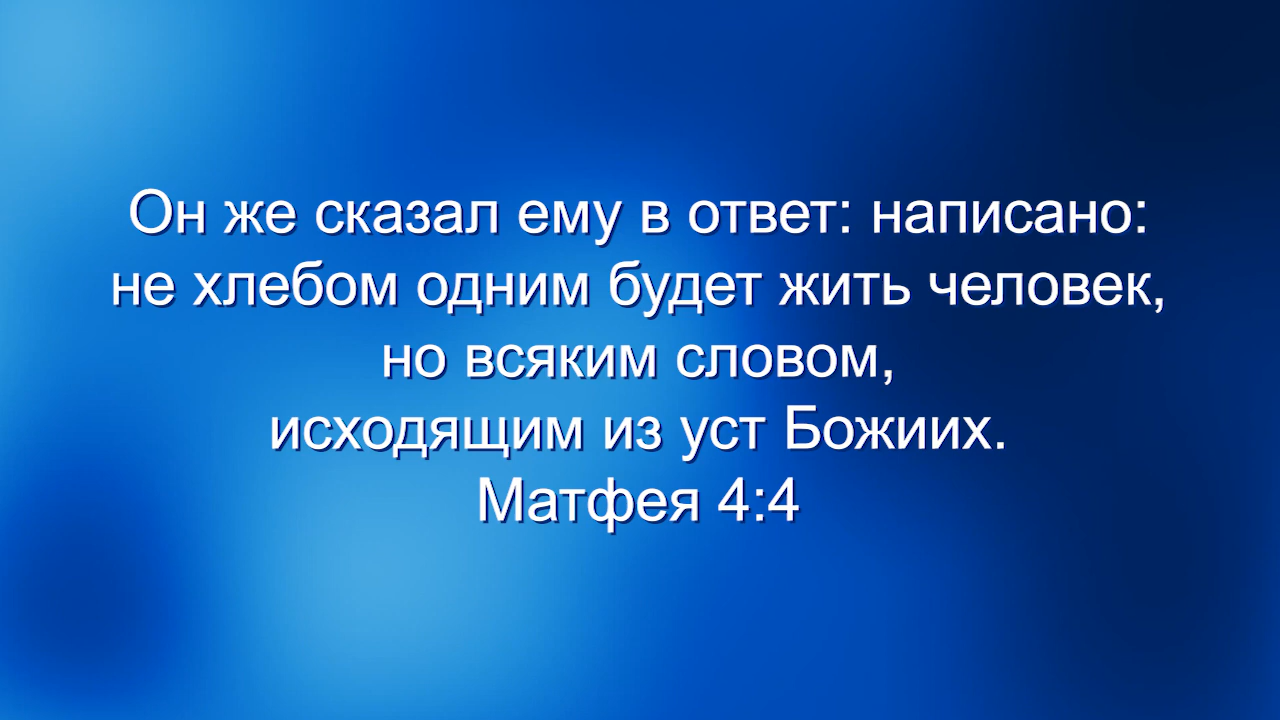 Он же сказал ему в ответ: написано:
не хлебом одним будет жить человек,
но всяким словом,
исходящим из уст Божиих.
Матфея 4:4